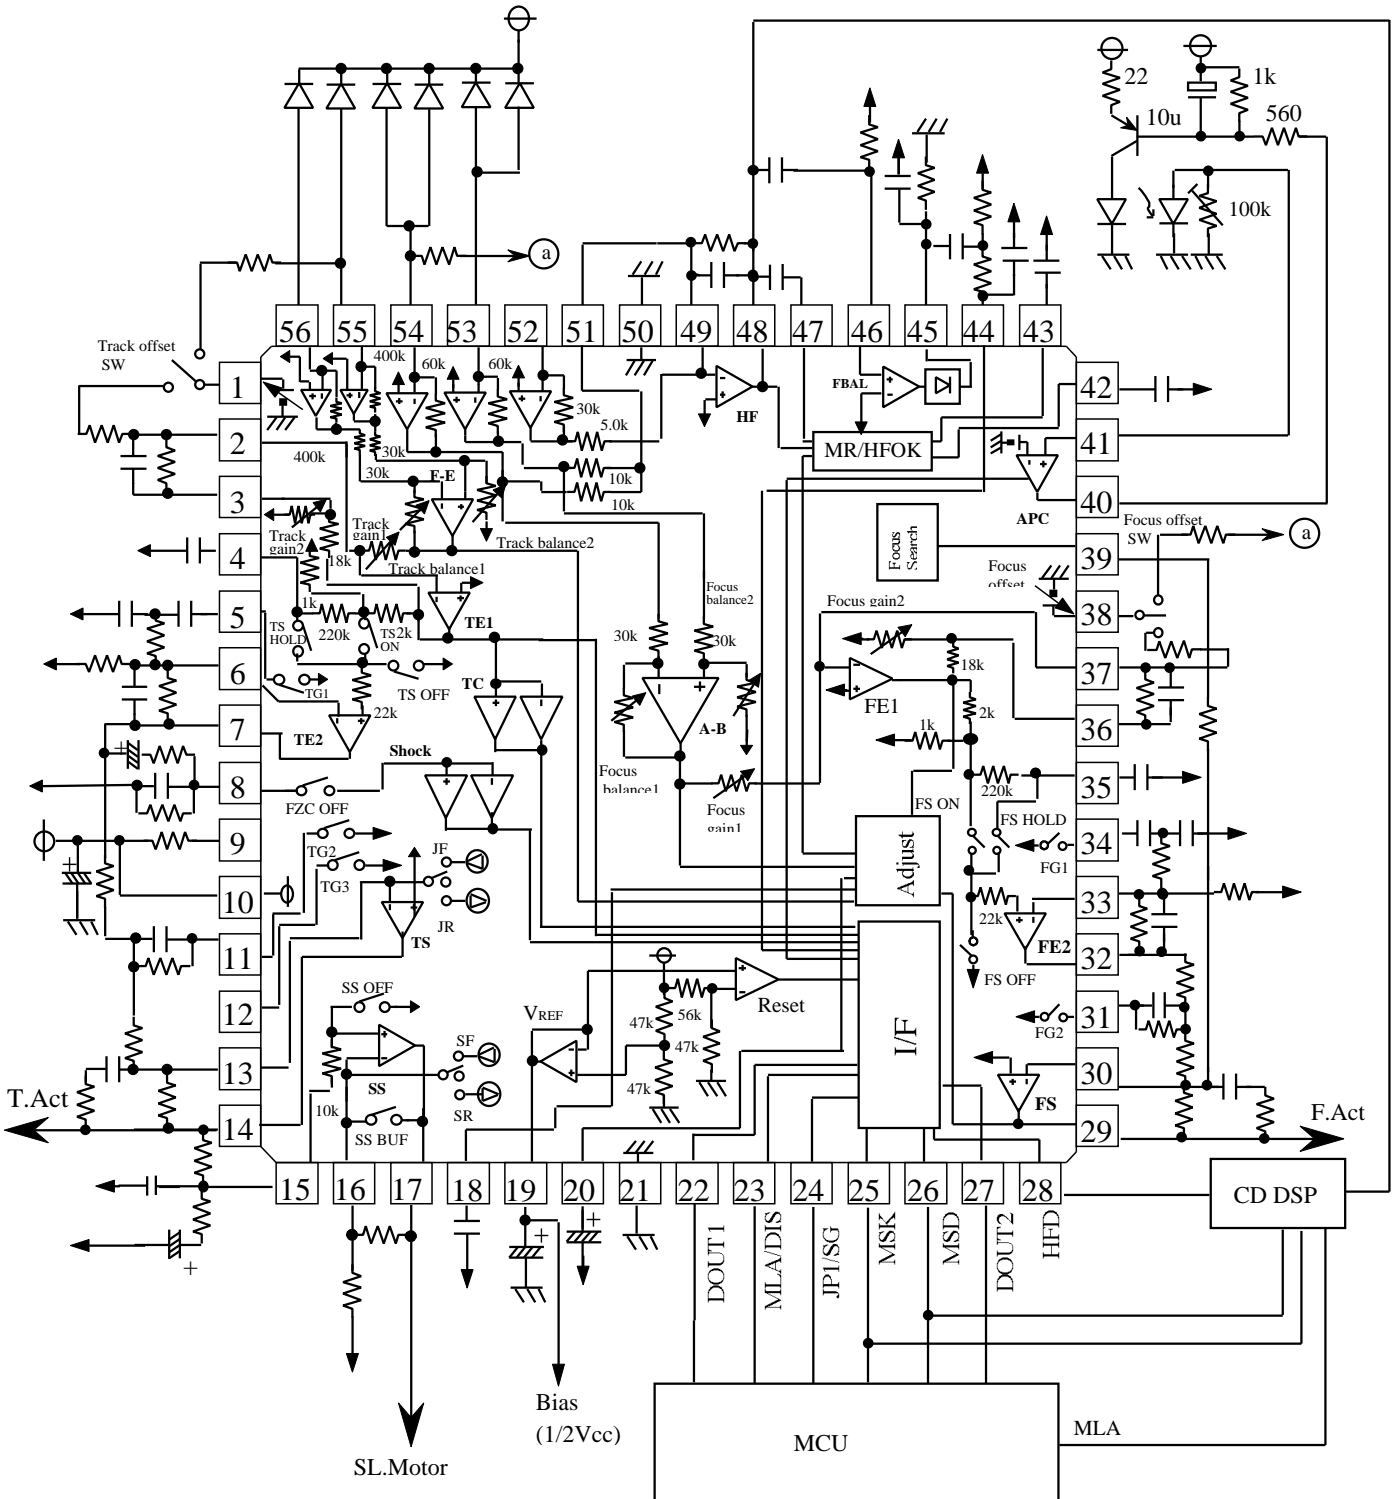 22
1k
10u
560
100k
a
56
55
54
53
52
51
50
49
48
47
46
45
44
43
Track offset
SW
1
2
3
4
5
6
7
8
9
10
11
12
13
14
400k
60k
60k
30k
5.0k
10k
10k
HF
FBAL
MR/HFOK
APC
42
41
40
39
38
37
36
35
34
33
32
31
30
29
400k
30k
30k
F-E
Track
gain2
18k
Track
gain1
Track balance2
Track balance1
1k
TS
HOLD
220k
TS
ON
2k
TE1
TG1
TS OFF
22k
TE2
TC
Shock
FZC OFF
TG2
TG3
JF
JR
TS
30k
30k
Focus
balance2
A-B
Focus
balance1
Focus
gain1
Focus gain2
FE1
18k
2k
1k
Focus
Search
Focus
offset
Focus offset
SW
a
FS ON
220k
FS HOLD
FG1
Adjust
22k
FE2
FS OFF
FG2
FS
I/F
Reset
VREF
56k
47k
47k
47k
SS OFF
SS
SF
SR
10k
SS BUF
T.Act
F.Act
15
16
17
18
19
20
21
22
23
24
25
26
27
28
CD DSP
DOUT1
MLA/DIS
JP1/SG
MSK
MSD
DOUT2
HFD
Bias
(1/2Vcc)
SL.Motor
MCU
MLA